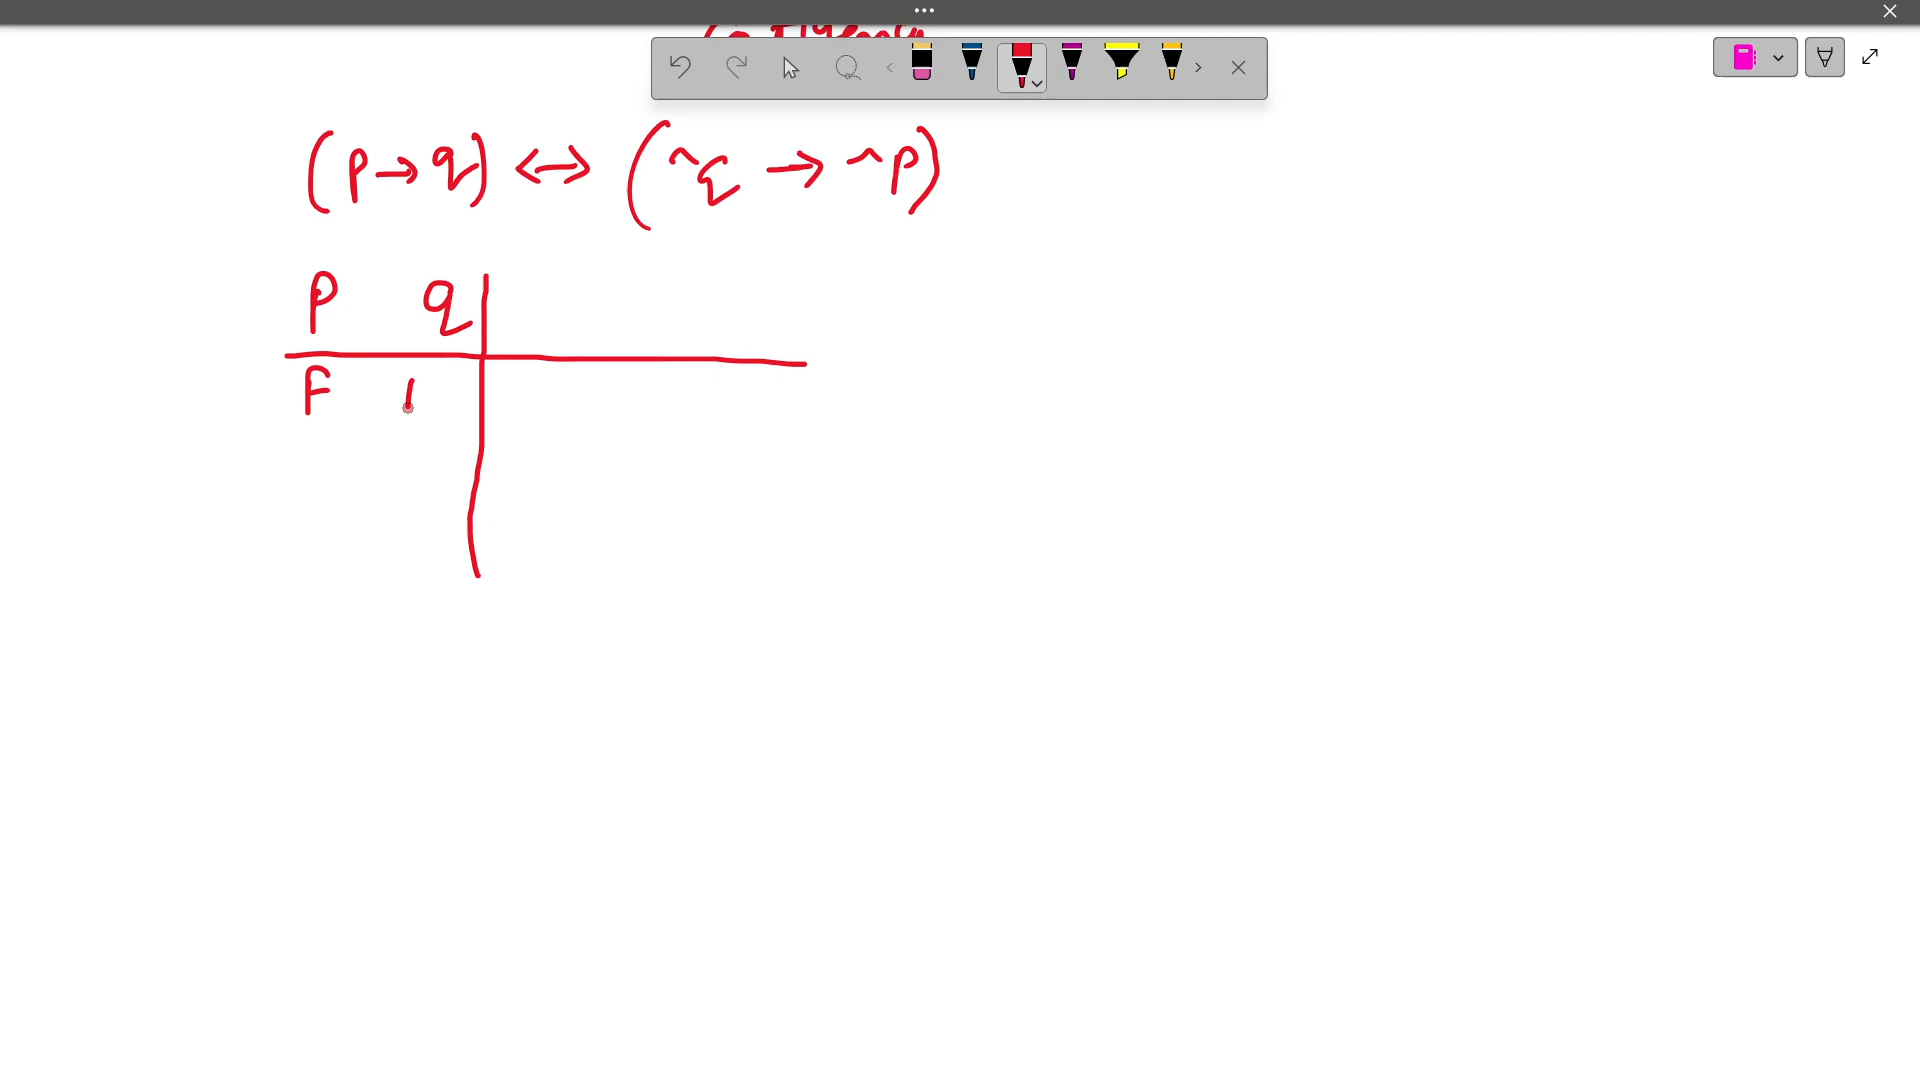 (p→q) ↔ (~q → ~p)
p q
F